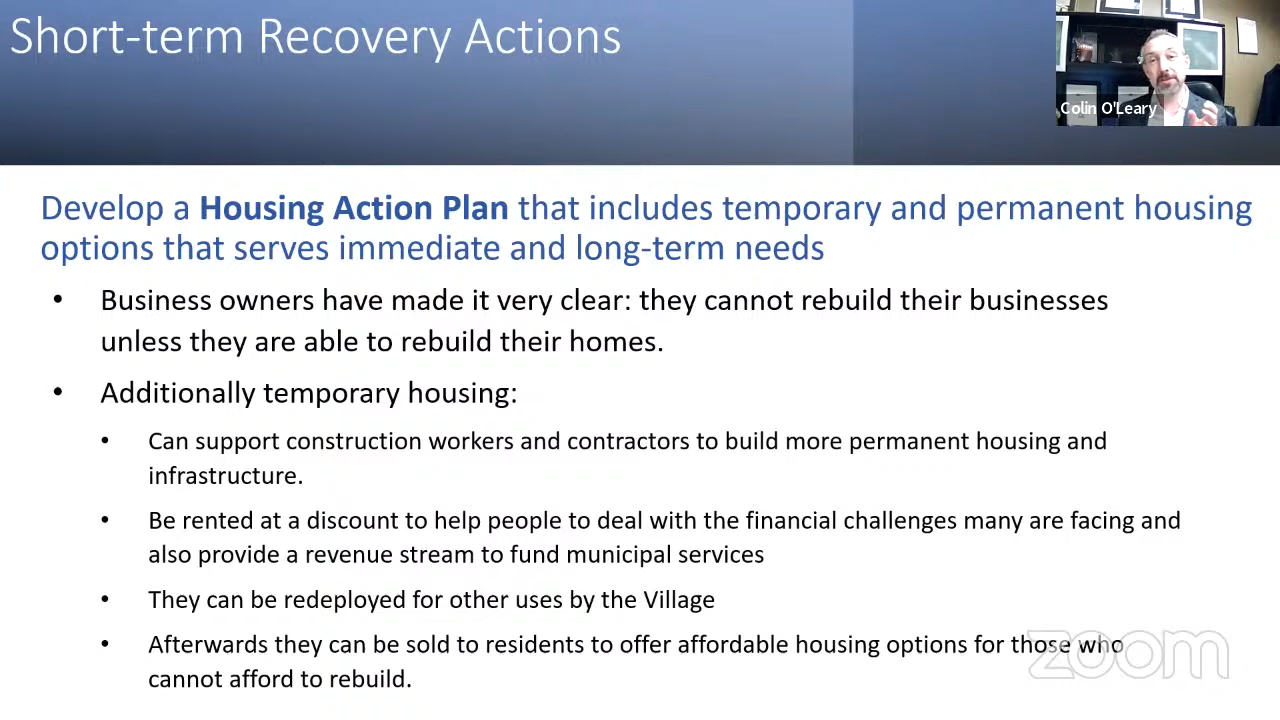 Short-term Recovery Actions
Colin O'Leary
Develop a Housing Action Plan that includes temporary and permanent housing
options that serves immediate and long-term needs
• Business owners have made it very clear: they cannot rebuild their businesses
unless they are able to rebuild their homes.
• Additionally temporary housing:
• Can support construction workers and contractors to build more permanent housing and
infrastructure.
• Be rented at a discount to help people to deal with the financial challenges many are facing and
also provide a revenue stream to fund municipal services
• They can be redeployed for other uses by the Village
• Afterwards they can be sold to residents to offer affordable housing options for those who
cannot afford to rebuild.
zoom